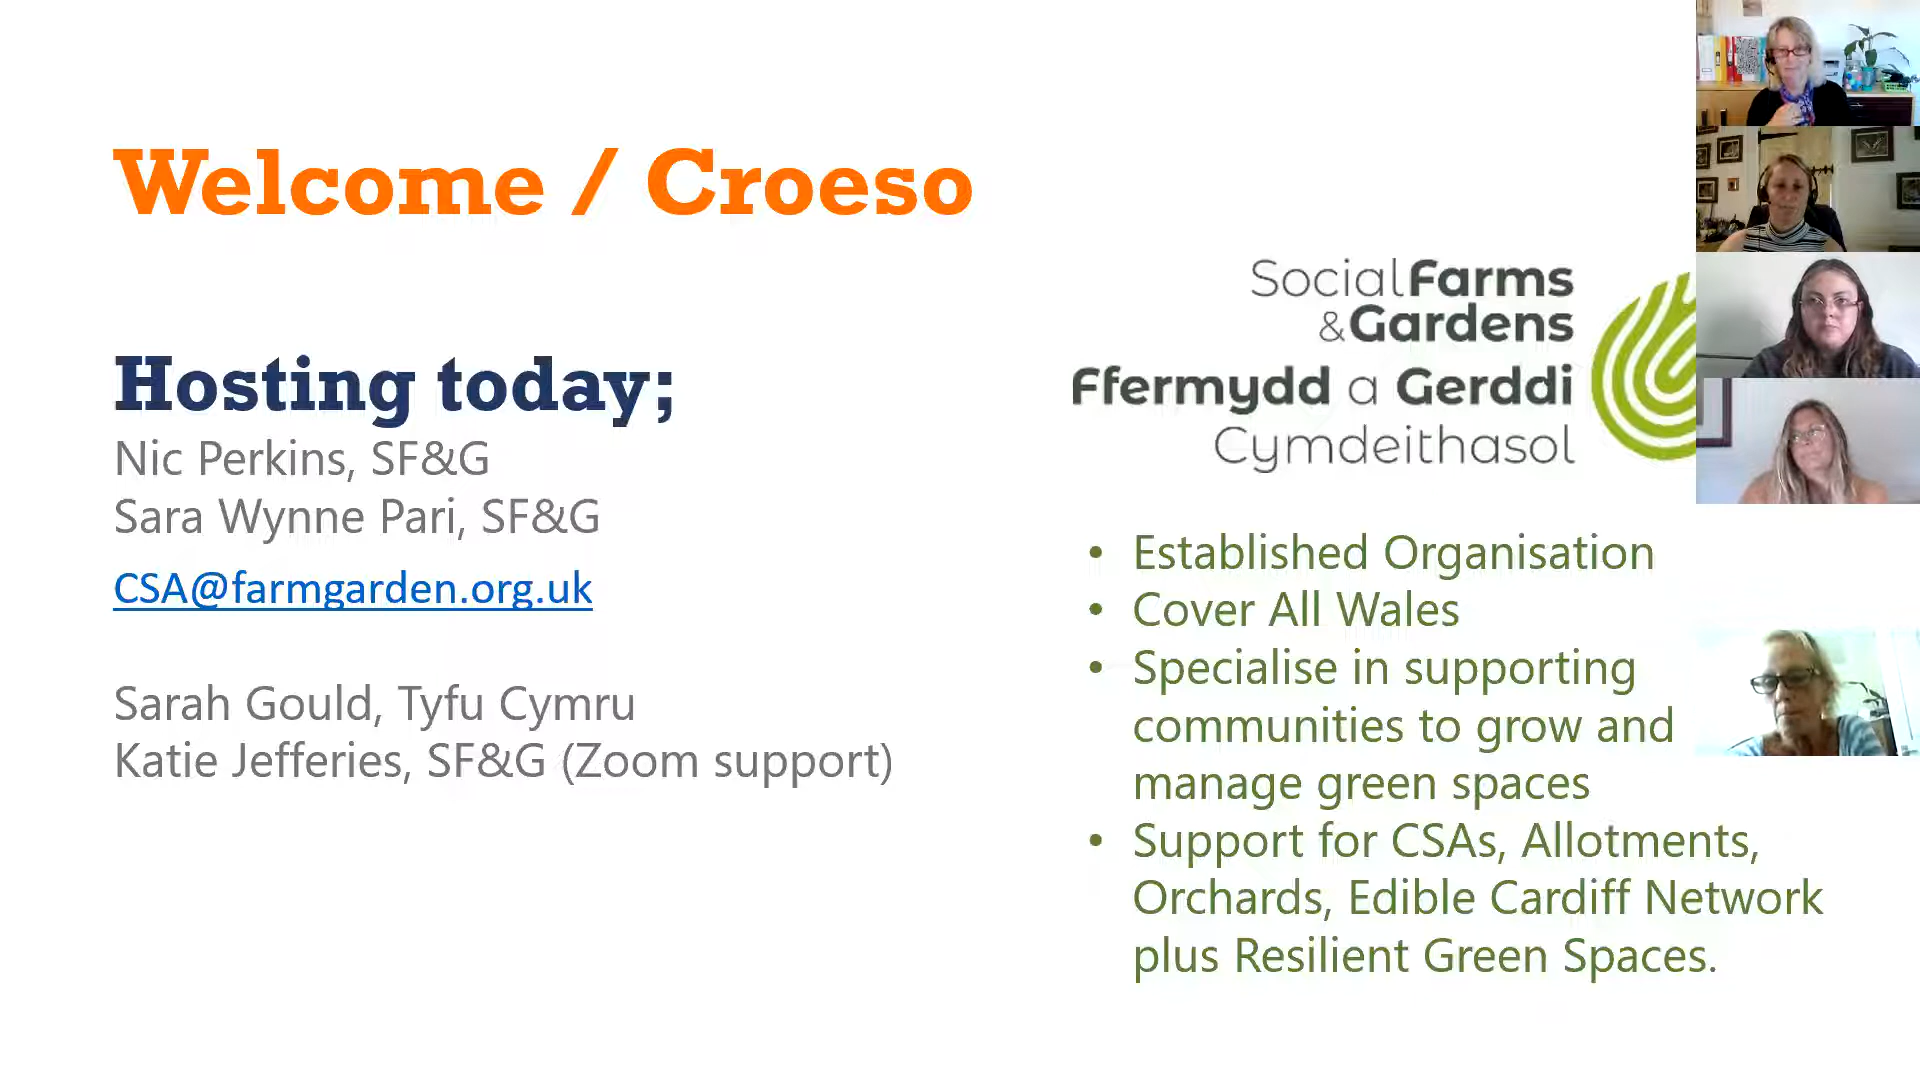 Welcome / Croeso
Hosting today;
Nic Perkins, SF&G
Sara Wynne Pari, SF&G
CSA@farmgarden.org.uk
Sarah Gould, Tyfu Cymru
Katie Jefferies, SF&G (Zoom support)
Social Farms
&Gardens
Ffermydd a Gerddi
Cymdeithasol
• Established Organisation
• Cover All Wales
• Specialise in supporting
communities to grow and
manage green spaces
• Support for CSAs, Allotments,
Orchards, Edible Cardiff Network
plus Resilient Green Spaces.